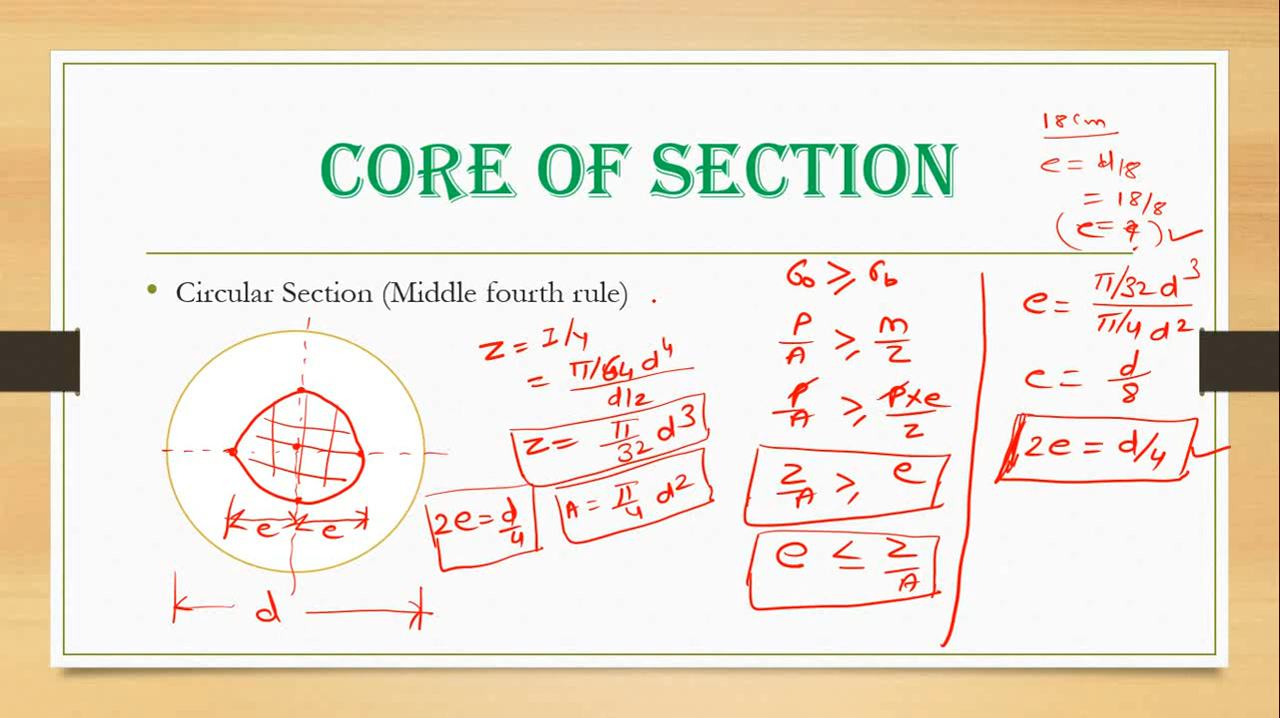 CORE OF SECTION
• Circular Section (Middle fourth rule) .
18 cm
e = d/8
= 18/8
(e = ?) ✓
Z = I/y
= π/64 d⁴ / d/2
Z = π/32 d³
A = π/4 d²
2e = d/4
e e
d
σ₀ ≥ σb
P/A ≥ M/Z
P/A ≥ P×e/Z
Z/A ≥ e
e ≤ Z/A
e = π/32 d³ / π/4 d²
e = d/8
2e = d/4 ✓